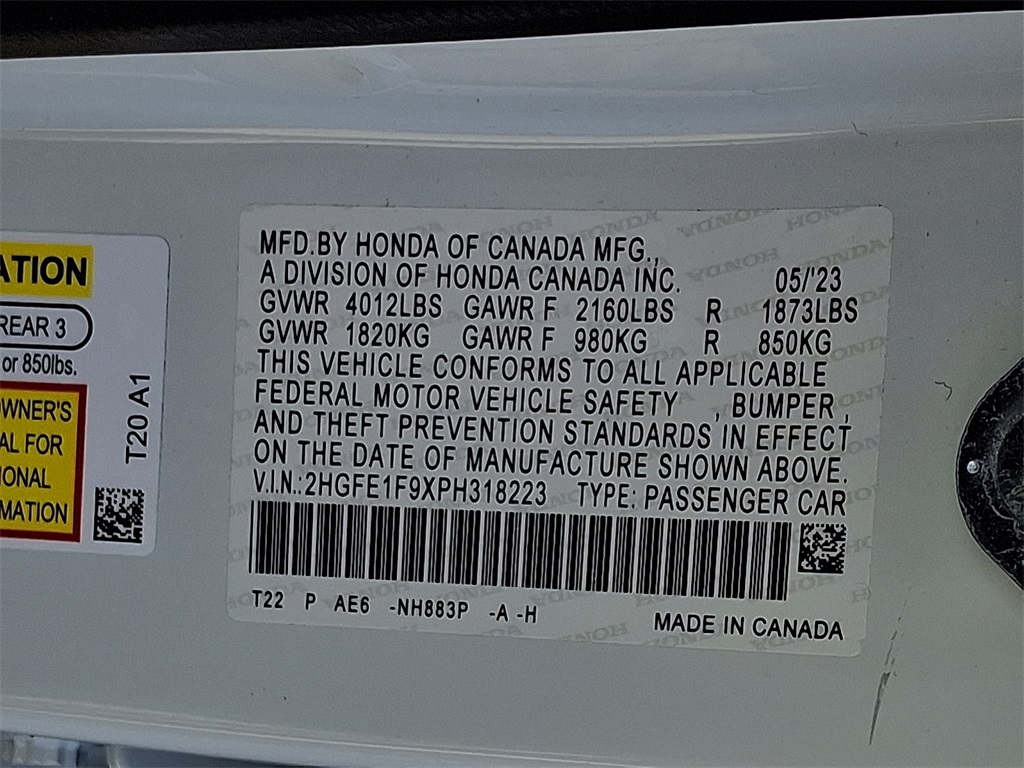 ATION
REAR 3
or 850lbs.
OWNER'S
AL FOR
IONAL
MATION
T20 A1
MFD.BY HONDA OF CANADA MFG.,
A DIVISION OF HONDA CANADA INC. 05/'23
GVWR 4012LBS GAWR F 2160LBS R 1873LBS
GVWR 1820KG GAWR F 980KG R 850KG
THIS VEHICLE CONFORMS TO ALL APPLICABLE
FEDERAL MOTOR VEHICLE SAFETY , BUMPER ,
AND THEFT PREVENTION STANDARDS IN EFFECT
ON THE DATE OF MANUFACTURE SHOWN ABOVE.
V.I.N.:2HGFE1F9XPH318223 TYPE: PASSENGER CAR
T22 P AE6 -NH883P -A -H
MADE IN CANADA